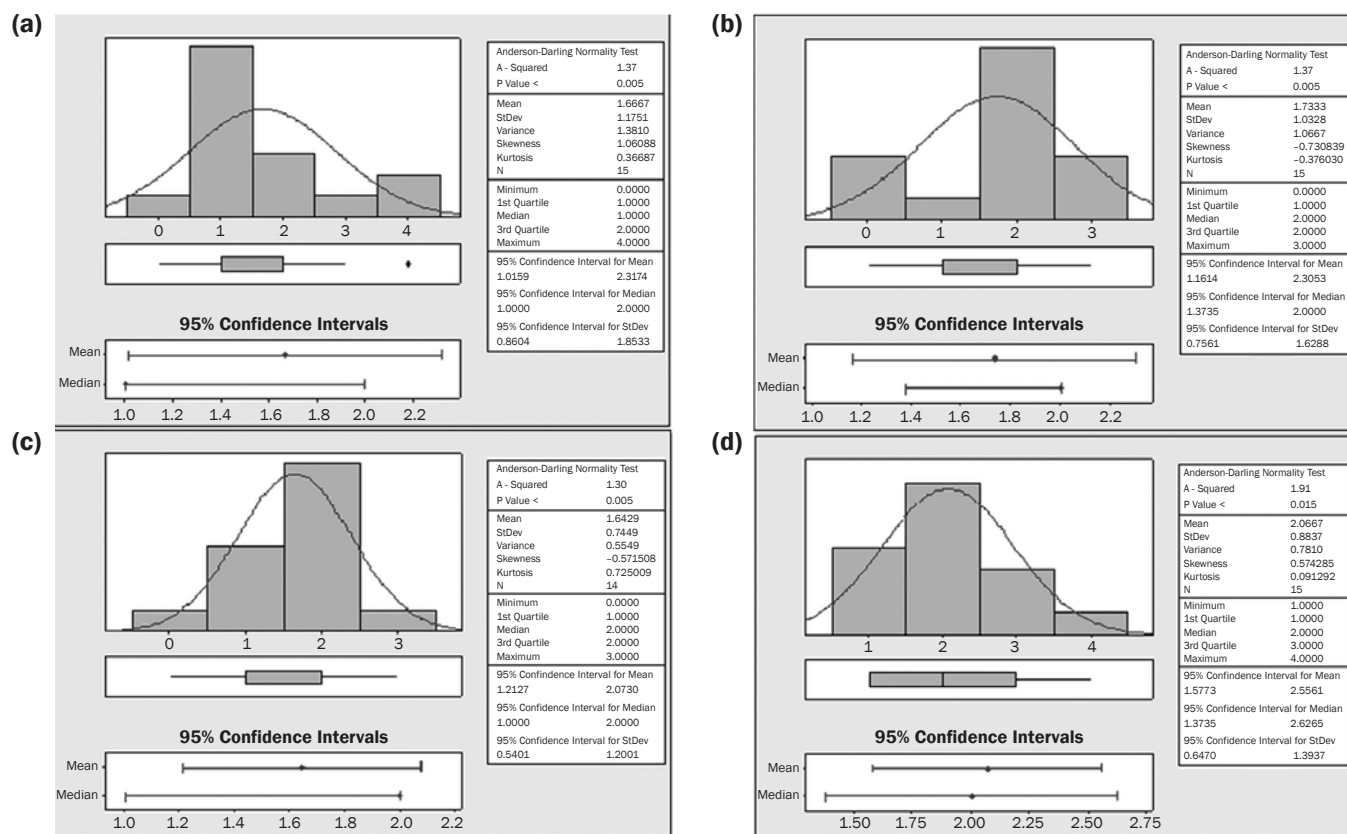 (a)
0 1 2 3 4
Anderson-Darling Normality Test
A - Squared 1.37
P Value < 0.005
Mean 1.6667
StDev 1.1751
Variance 1.3810
Skewness 1.06088
Kurtosis 0.36687
N 15
Minimum 0.0000
1st Quartile 1.0000
Median 1.0000
3rd Quartile 2.0000
Maximum 4.0000
95% Confindence Interval for Mean
1.0159 2.3174
95% Confidence Interval for Median
1.0000 2.0000
95% Confidence Interval for StDev
0.8604 1.8533
95% Confidence Intervals
Mean
Median
1.0 1.2 1.4 1.6 1.8 2.0 2.2
(b)
0 1 2 3
Anderson-Darling Normality Test
A - Squared 1.37
P Value < 0.005
Mean 1.7333
StDev 1.0328
Variance 1.0667
Skewness –0.730839
Kurtosis –0.376030
N 15
Minimum 0.0000
1st Quartile 1.0000
Median 2.0000
3rd Quartile 2.0000
Maximum 3.0000
95% Confindence Interval for Mean
1.1614 2.3053
95% Confidence Interval for Median
1.3735 2.0000
95% Confidence Interval for StDev
0.7561 1.6288
95% Confidence Intervals
Mean
Median
1.0 1.2 1.4 1.6 1.8 2.0 2.2
(c)
0 1 2 3
Anderson-Darling Normality Test
A - Squared 1.30
P Value < 0.005
Mean 1.6429
StDev 0.7449
Variance 0.5549
Skewness –0.571508
Kurtosis 0.725009
N 14
Minimum 0.0000
1st Quartile 1.0000
Median 2.0000
3rd Quartile 2.0000
Maximum 3.0000
95% Confidence Interval for Mean
1.2127 2.0730
95% Confidence Interval for Median
1.0000 2.0000
95% Confidence Interval for StDev
0.5401 1.2001
95% Confidence Intervals
Mean
Median
1.0 1.2 1.4 1.6 1.8 2.0 2.2
(d)
1 2 3 4
Anderson-Darling Normality Test
A - Squared 1.91
P Value < 0.015
Mean 2.0667
StDev 0.8837
Variance 0.7810
Skewness 0.574285
Kurtosis 0.091292
N 15
Minimum 1.0000
1st Quartile 1.0000
Median 2.0000
3rd Quartile 3.0000
Maximum 4.0000
95% Confidence Interval for Mean
1.5773 2.5561
95% Confidence Interval for Median
1.3735 2.6265
95% Confidence Interval for StDev
0.6470 1.3937
95% Confidence Intervals
Mean
Median
1.50 1.75 2.00 2.25 2.50 2.75